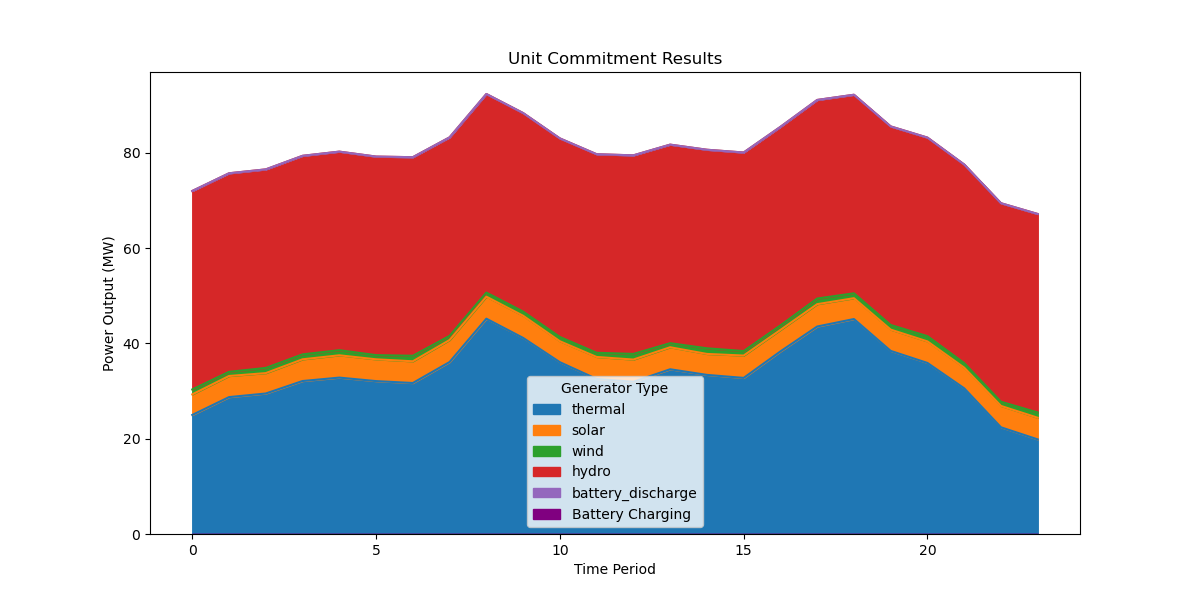 Unit Commitment Results
Power Output (MW)
80
60
40
20
0
Generator Type
thermal
solar
wind
hydro
battery_discharge
Battery Charging
0 5 10 15 20
Time Period